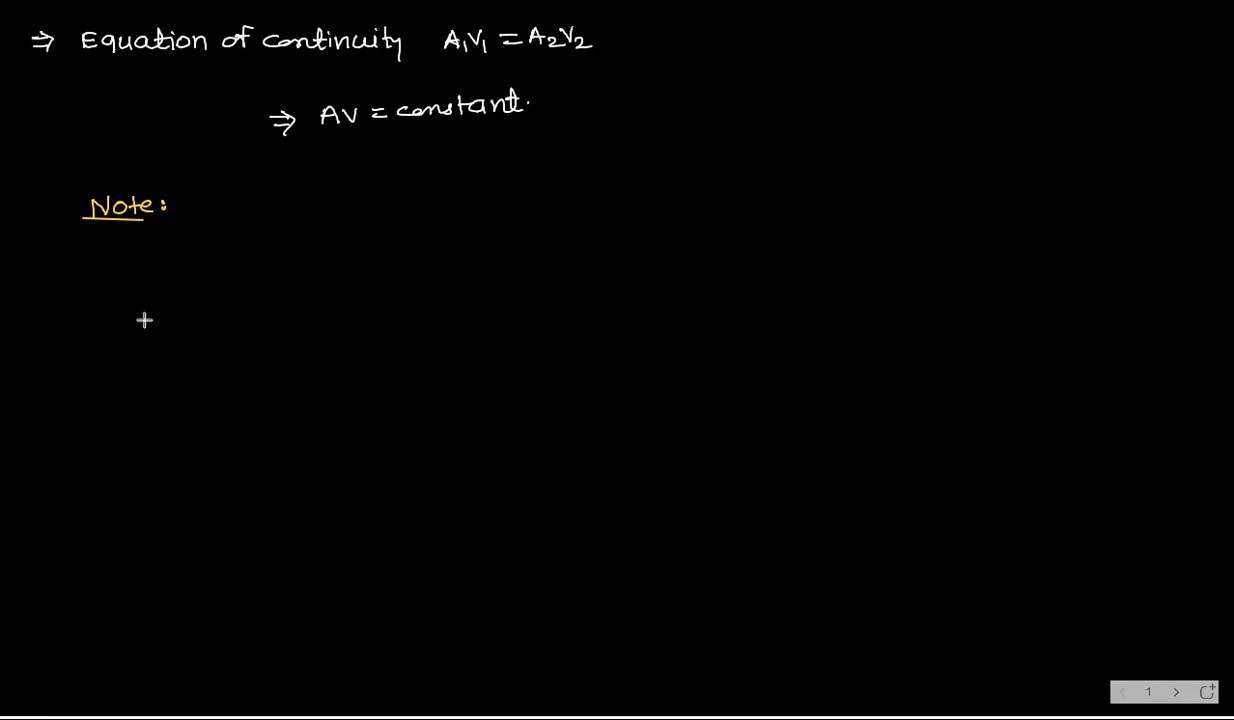 ⇒ Equation of continuity A₁V₁ = A₂V₂
⇒ AV = constant.
Note:
1